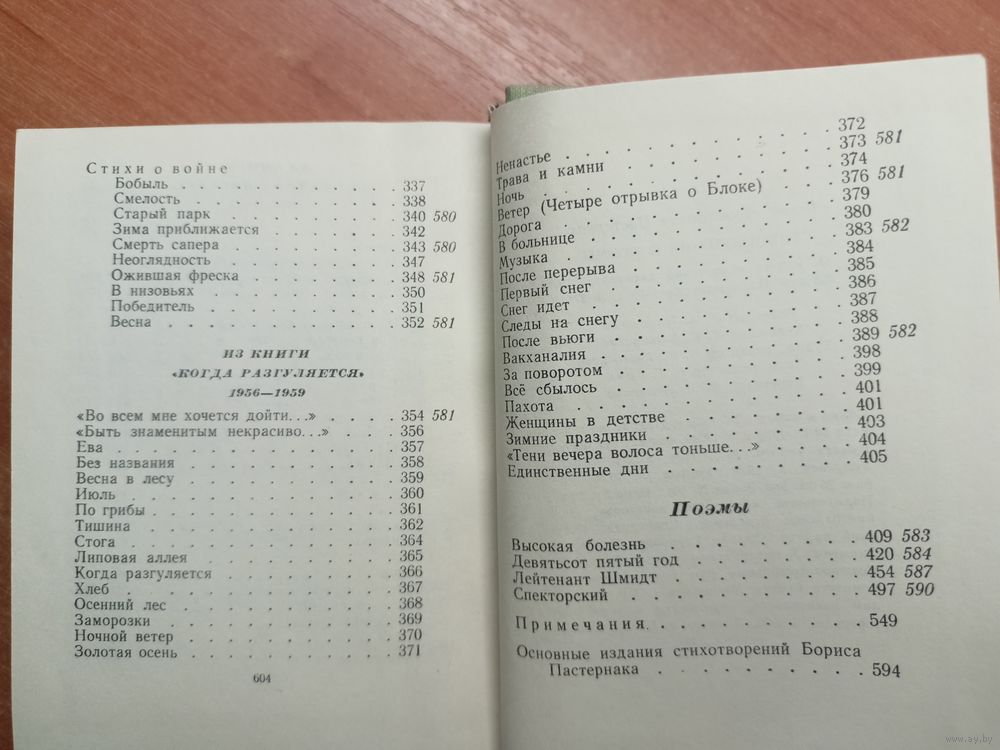 Стихи о войне
Бобыль . . . . . . . . . . . . 337
Смелость . . . . . . . . . . . 338
Старый парк . . . . . . . . . 340 580
Зима приближается . . . . . . . 342
Смерть сапера . . . . . . . . . 343 580
Неоглядность . . . . . . . . . 347
Ожившая фреска . . . . . . . . 348 581
В низовьях . . . . . . . . . . 350
Победитель . . . . . . . . . . 351
Весна . . . . . . . . . . . . 352 581
ИЗ КНИГИ
«КОГДА РАЗГУЛЯЕТСЯ»
1956—1959
«Во всем мне хочется дойти...» . . . . 354 581
«Быть знаменитым некрасиво...» . . . . 356
Ева . . . . . . . . . . . . . 357
Без названия . . . . . . . . . . 358
Весна в лесу . . . . . . . . . . 359
Июль . . . . . . . . . . . . . 360
По грибы . . . . . . . . . . . 361
Тишина . . . . . . . . . . . . 362
Стога . . . . . . . . . . . . 364
Липовая аллея . . . . . . . . . 365
Когда разгуляется . . . . . . . . 366
Хлеб . . . . . . . . . . . . . 367
Осенний лес . . . . . . . . . . 368
Заморозки . . . . . . . . . . . 369
Ночной ветер . . . . . . . . . . 370
Золотая осень . . . . . . . . . 371
604
Ненастье . . . . . . . . . . . 372
Трава и камни . . . . . . . . . 373 581
Ночь . . . . . . . . . . . . . 374
Ветер (Четыре отрывка о Блоке) . . . 376 581
Дорога . . . . . . . . . . . . 379
В больнице . . . . . . . . . . 380
Музыка . . . . . . . . . . . . 383 582
После перерыва . . . . . . . . . 384
Первый снег . . . . . . . . . . 385
Снег идет . . . . . . . . . . . 386
Следы на снегу . . . . . . . . . 387
После вьюги . . . . . . . . . . 388
Вакханалия . . . . . . . . . . 389 582
За поворотом . . . . . . . . . . 398
Всё сбылось . . . . . . . . . . 399
Пахота . . . . . . . . . . . . 401
Женщины в детстве . . . . . . . . 401
Зимние праздники . . . . . . . . 403
«Тени вечера волоса тоньше...» . . . . 404
Единственные дни . . . . . . . . 405
Поэмы
Высокая болезнь . . . . . . . . . 409 583
Девятьсот пятый год . . . . . . . 420 584
Лейтенант Шмидт . . . . . . . . . 454 587
Спекторский . . . . . . . . . . 497 590
Примечания . . . . . . . . . . . 549
Основные издания стихотворений Бориса
Пастернака . . . . . . . . . 594
www.ay.by